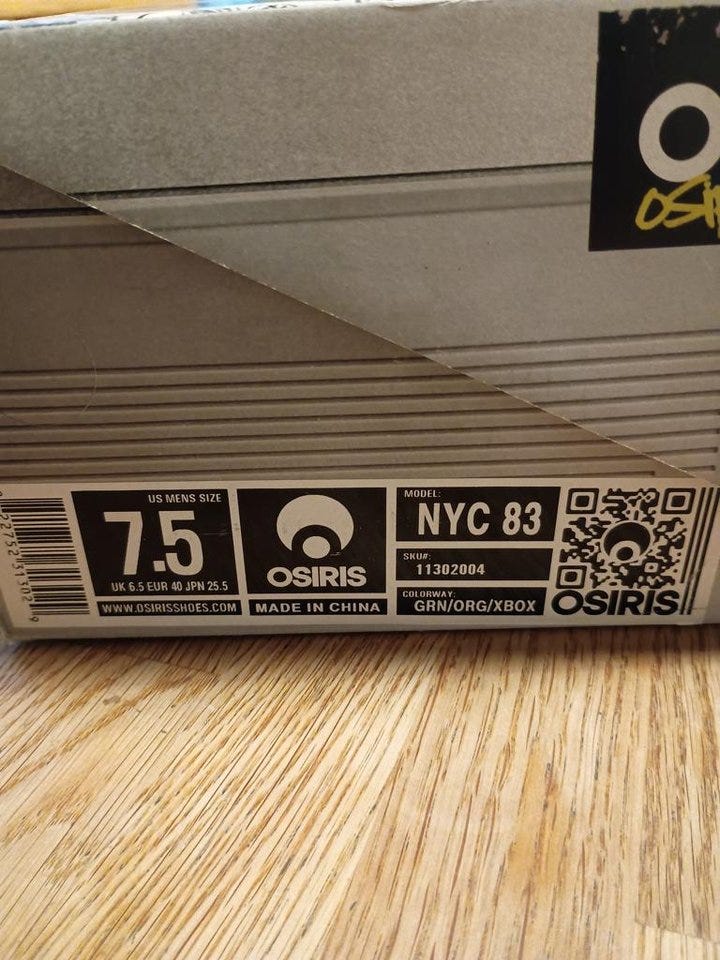 US MENS SIZE
7.5
UK 6.5 EUR 40 JPN 25.5
WWW.OSIRISSHOES.COM
OSIRIS
MADE IN CHINA
MODEL:
NYC 83
SKU#:
11302004
COLORWAY:
GRN/ORG/XBOX
OSIRIS